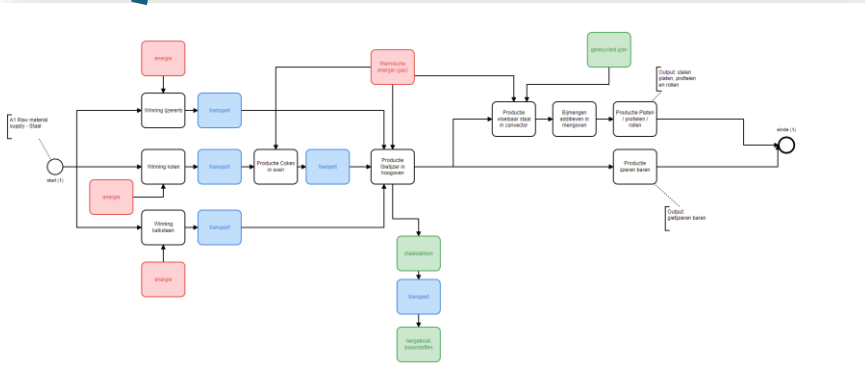 energie
thermische
energie (gas)
gerecycled ijzer
Output: stalen
platen, profielen
en rollen
A1 Raw material
supply - Staal
Winning ijzererts
transport
Productie
vloeibaar staal
in convector
Bijmengen
additieven in
mengoven
Productie Platen
/ profielen /
rollen
einde (1)
start (1)
Winning kolen
transport
Productie Cokes
in oven
transport
Productie
Gietijzer in
hoogoven
Productie
ijzeren baren
energie
Winning
kalksteen
transport
Output:
gietijzeren baren
staalslakken
energie
transport
hergebruik
bouwstoffen